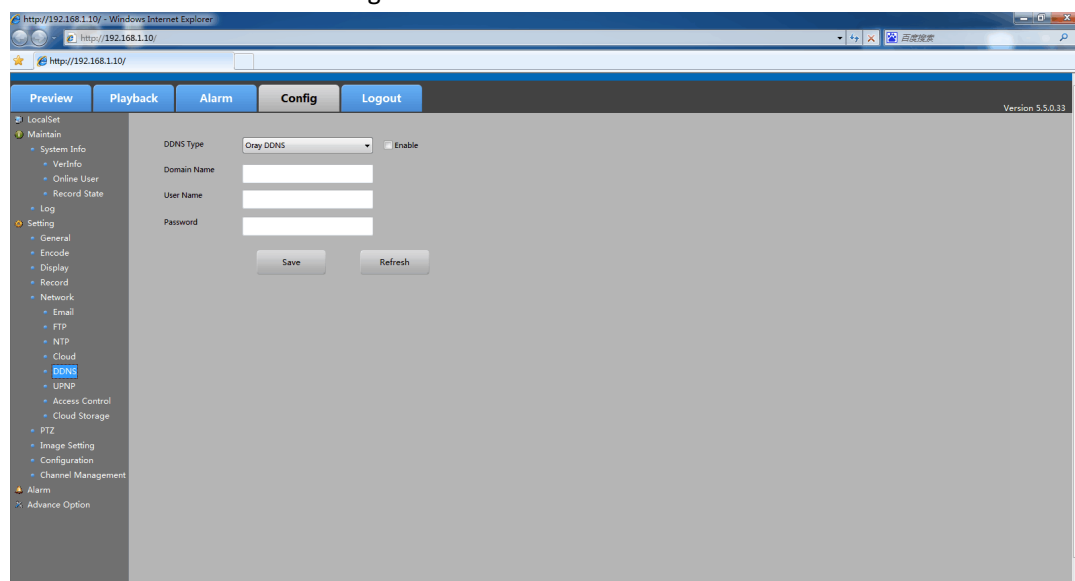 http://192.168.1.10/ - Windows Internet Explorer
http://192.168.1.10/
百度搜索
http://192.168.1.10/
Preview
Playback
Alarm
Config
Logout
Version 5.5.0.33
LocalSet
Maintain
System Info
VerInfo
Online User
Record State
Log
Setting
General
Encode
Display
Record
Network
Email
FTP
NTP
Cloud
DDNS
UPNP
Access Control
Cloud Storage
PTZ
Image Setting
Configuration
Channel Management
Alarm
Advance Option
DDNS Type
Oray DDNS
Enable
Domain Name
User Name
Password
Save
Refresh